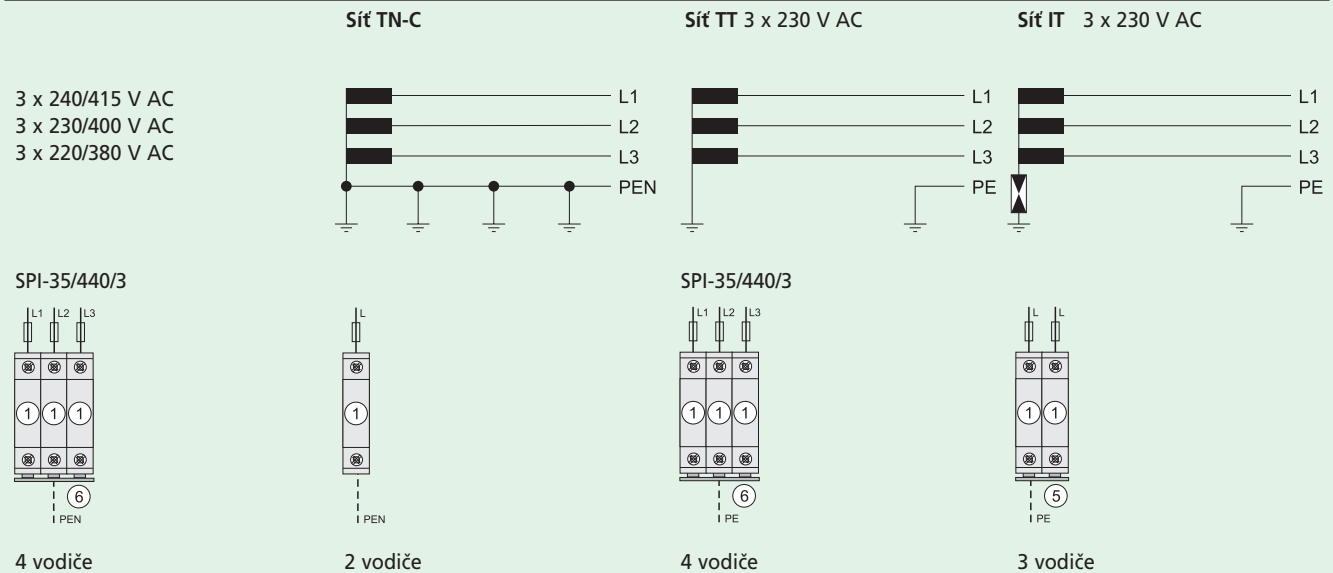 Síť TN-C
Síť TT 3 x 230 V AC
Síť IT 3 x 230 V AC
3 x 240/415 V AC
3 x 230/400 V AC
3 x 220/380 V AC
L1
L2
L3
PEN
L1
L2
L3
PE
L1
L2
L3
PE
SPI-35/440/3
SPI-35/440/3
L1 L2 L3
L
L1 L2 L3
L L
1 1 1
1
1 1 1
1 1
6
6
5
PEN
PEN
PE
PE
4 vodiče
2 vodiče
4 vodiče
3 vodiče